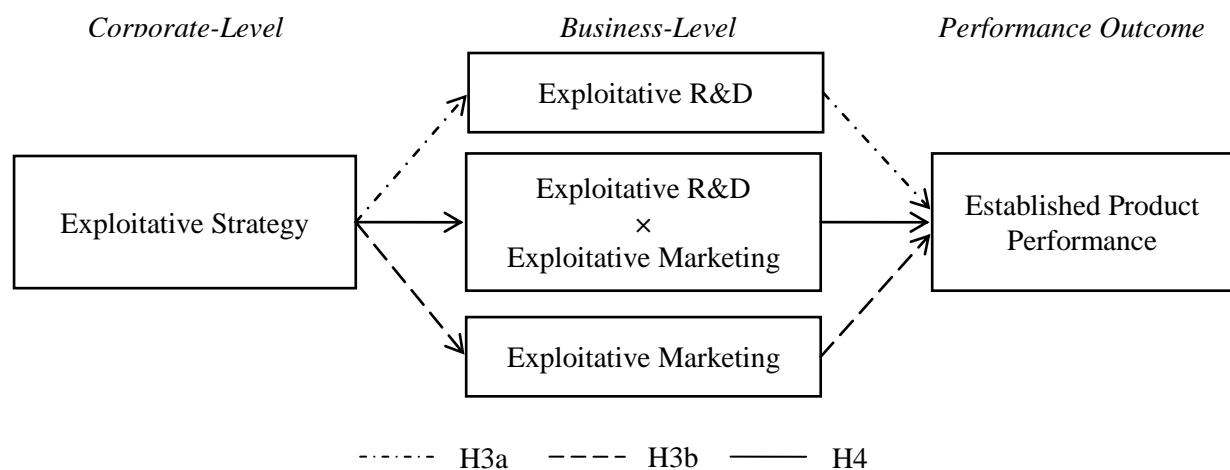 Corporate-Level Business-Level Performance Outcome
Exploitative R&D
Exploitative Strategy
Exploitative R&D
×
Exploitative Marketing
Established Product
Performance
Exploitative Marketing
H3a H3b H4